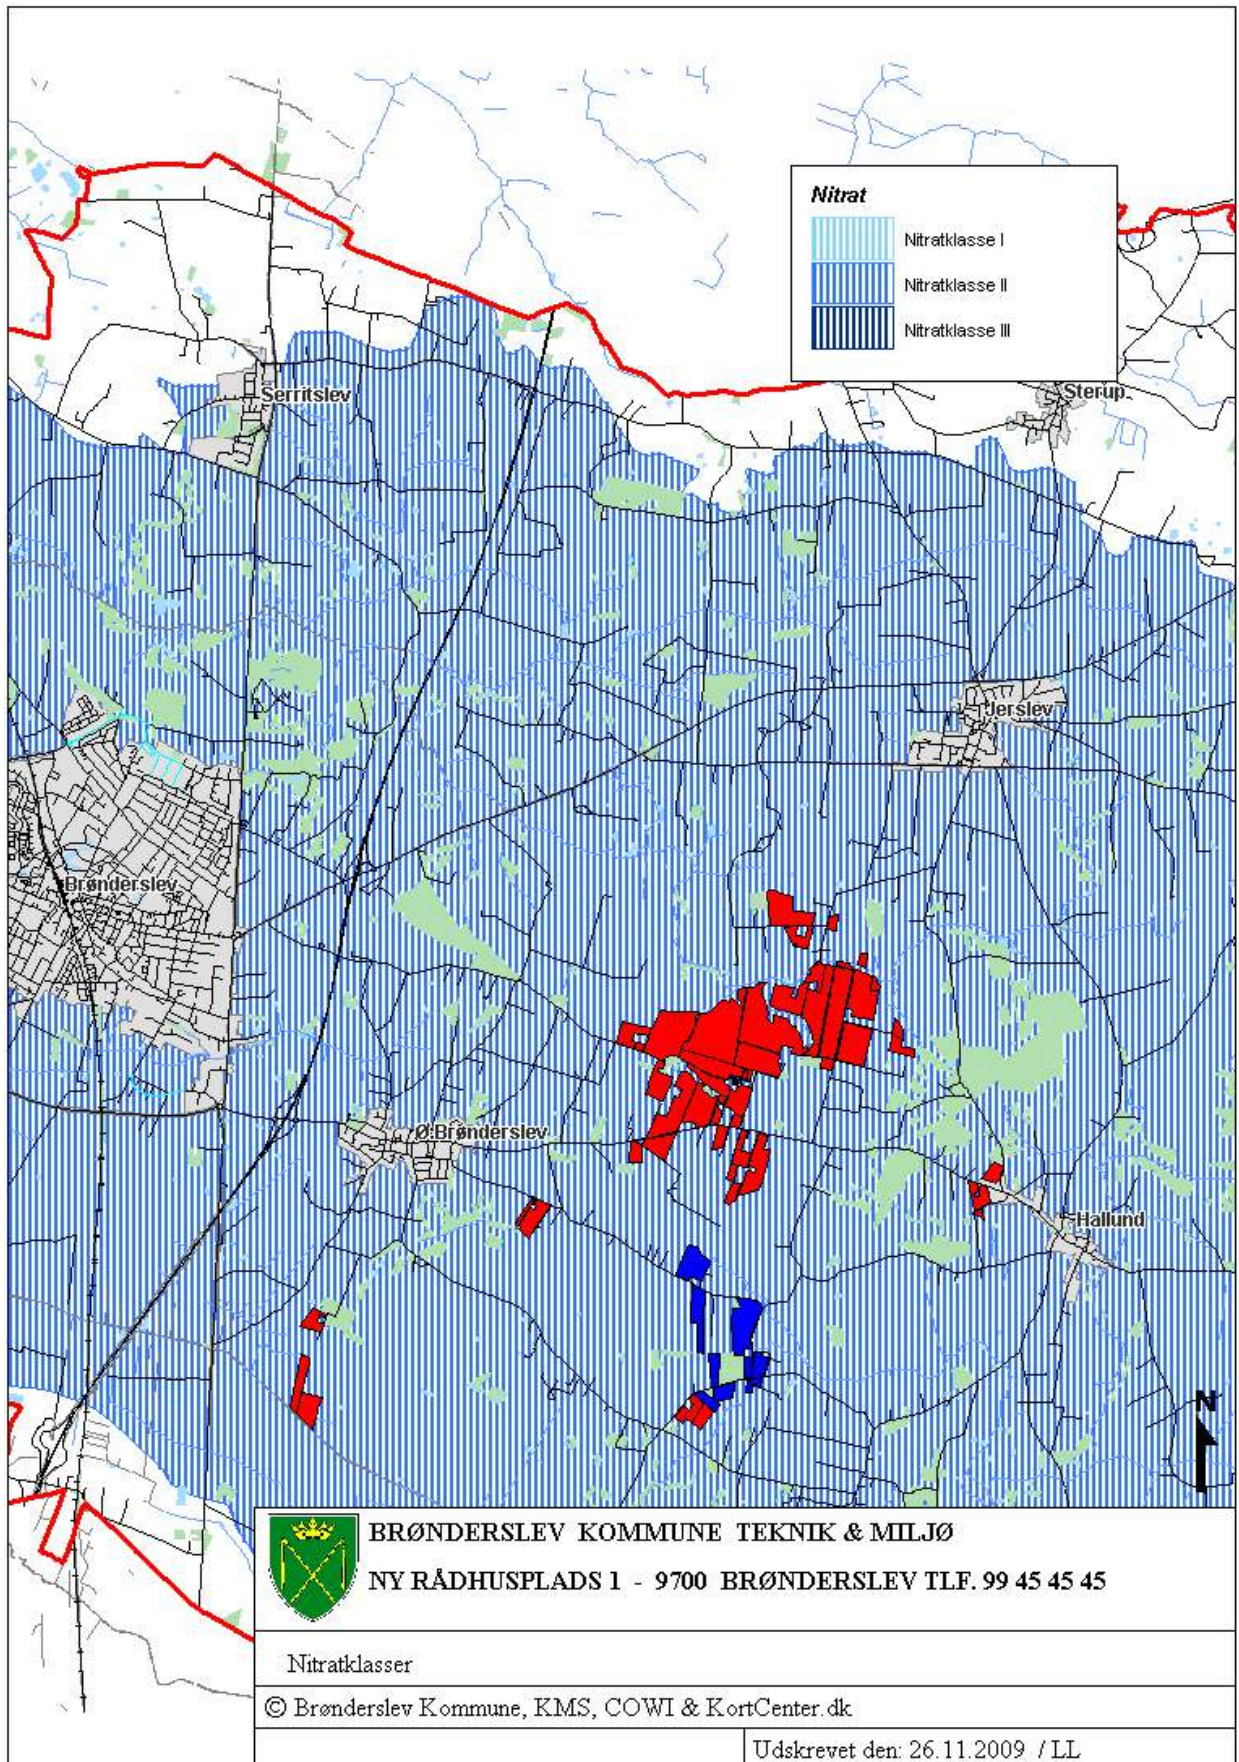 Nitrat
Nitratklasse I
Nitratklasse II
Nitratklasse III
Sterup
Serritslev
Jerslev
Brønderslev
Ø.Brønderslev
Hallund
N
BRØNDERSLEV KOMMUNE TEKNIK & MILJØ
NY RÅDHUSPLADS 1 - 9700 BRØNDERSLEV TLF. 99 45 45 45
Nitratklasser
© Brønderslev Kommune, KMS, COWI & KortCenter.dk
Udskrevet den: 26.11.2009 / LL